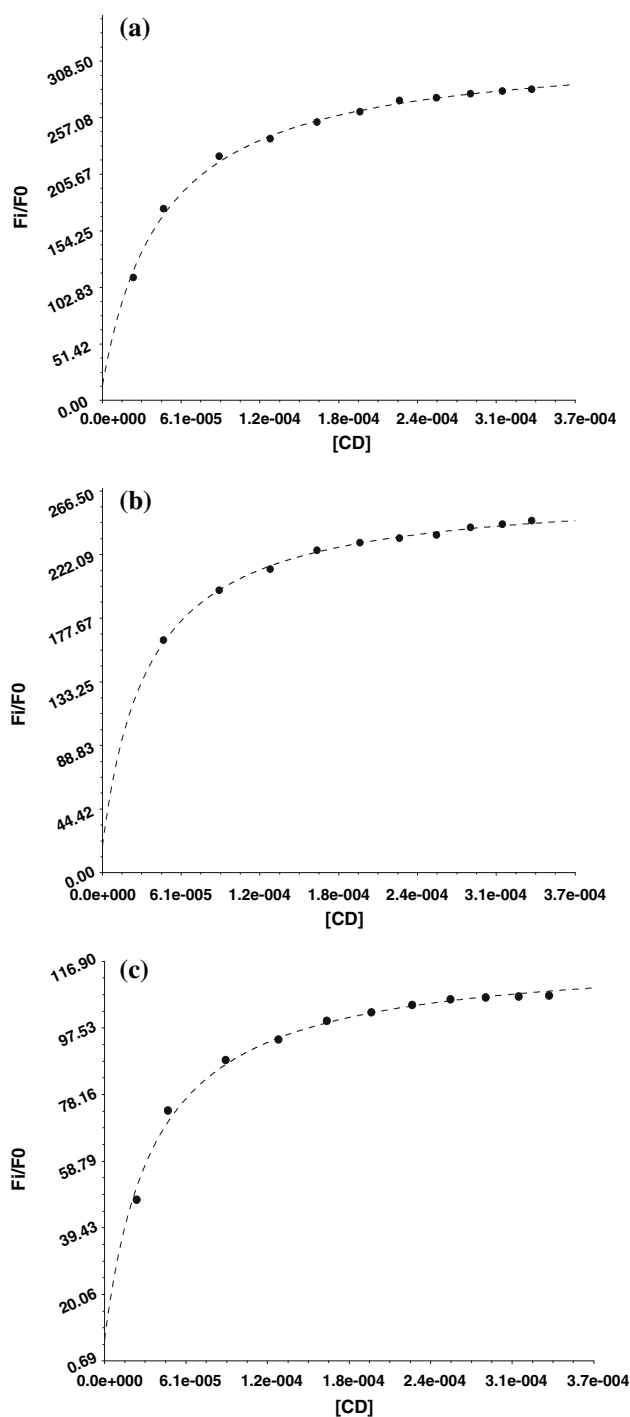 (a)
308.50
257.08
205.67
154.25
102.83
51.42
0.00
Fi/F0
0.0e+000 6.1e-005 1.2e-004 1.8e-004 2.4e-004 3.1e-004 3.7e-004
[CD]
(b)
266.50
222.09
177.67
133.25
88.83
44.42
0.00
Fi/F0
0.0e+000 6.1e-005 1.2e-004 1.8e-004 2.4e-004 3.1e-004 3.7e-004
[CD]
(c)
116.90
97.53
78.16
58.79
39.43
20.06
0.69
Fi/F0
0.0e+000 6.1e-005 1.2e-004 1.8e-004 2.4e-004 3.1e-004 3.7e-004
[CD]